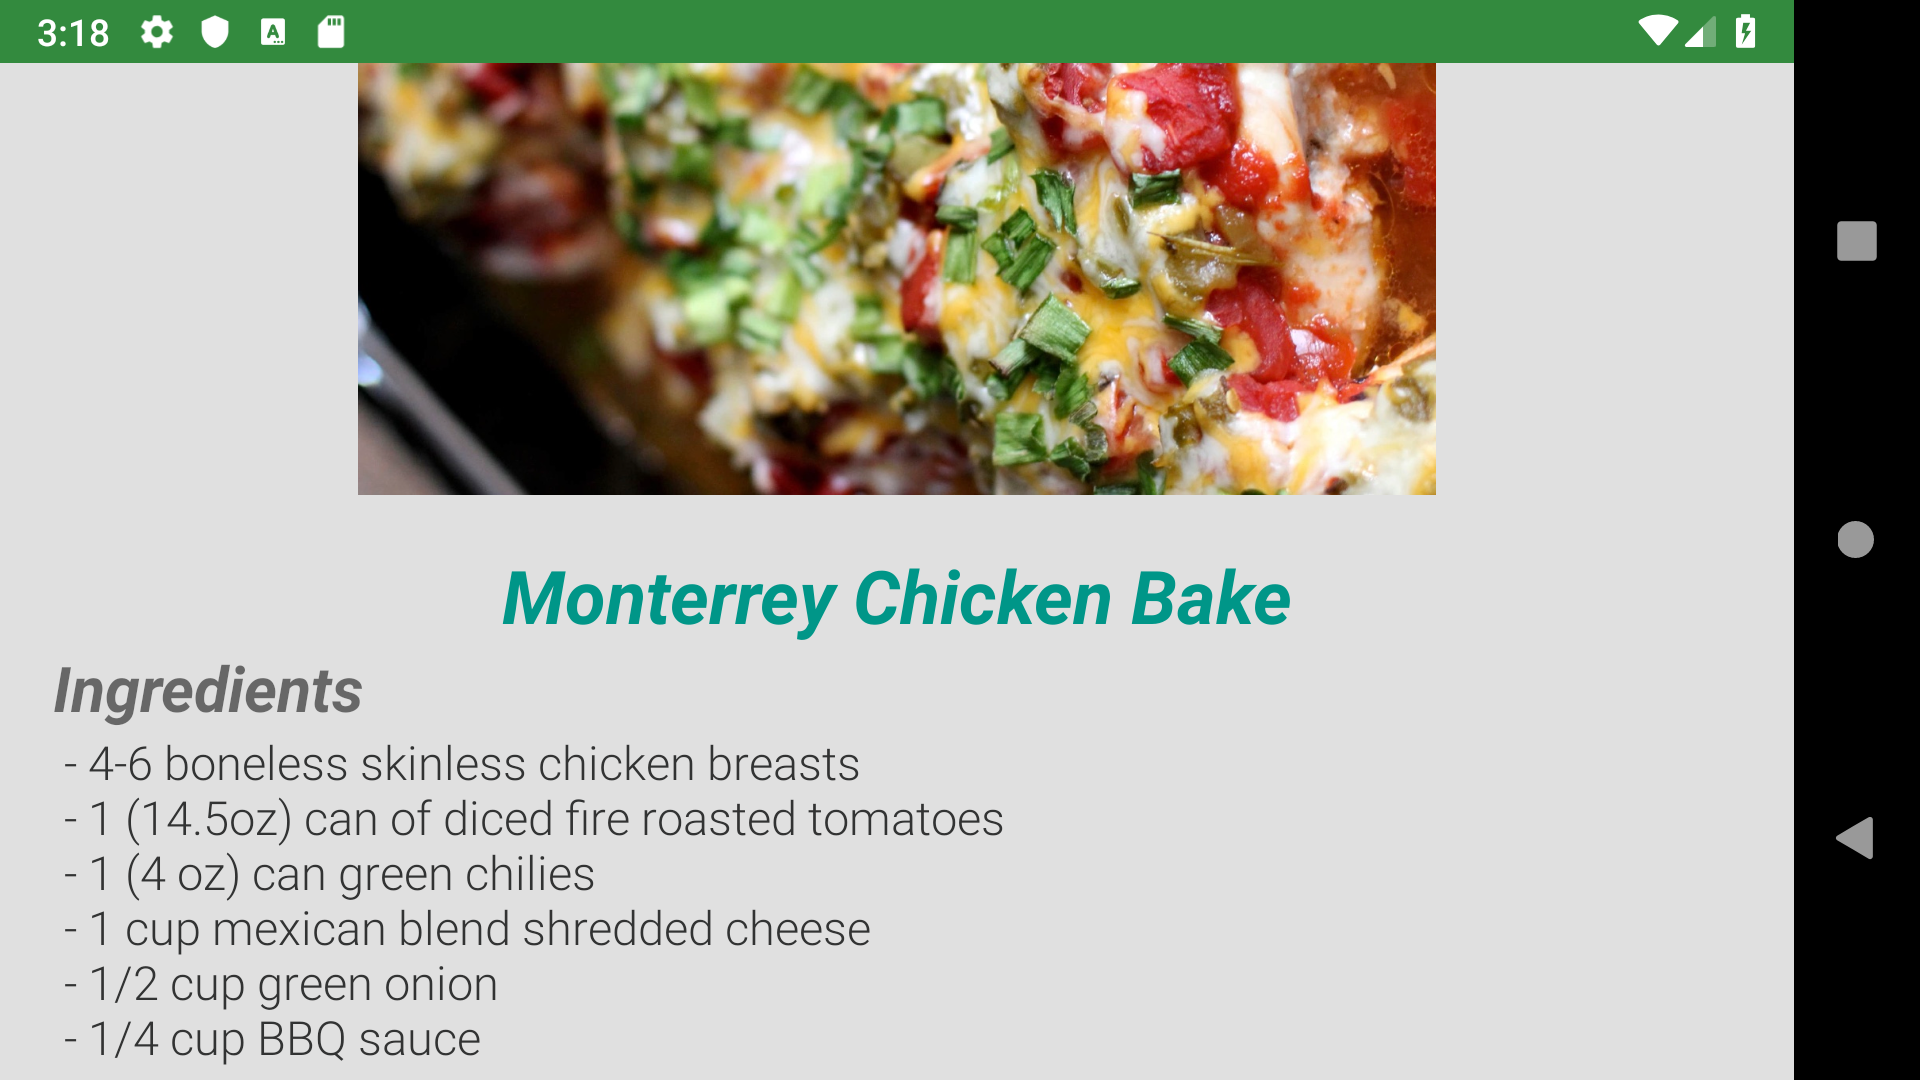 3:18
Monterrey Chicken Bake
Ingredients
- 4-6 boneless skinless chicken breasts
- 1 (14.5oz) can of diced fire roasted tomatoes
- 1 (4 oz) can green chilies
- 1 cup mexican blend shredded cheese
- 1/2 cup green onion
- 1/4 cup BBQ sauce